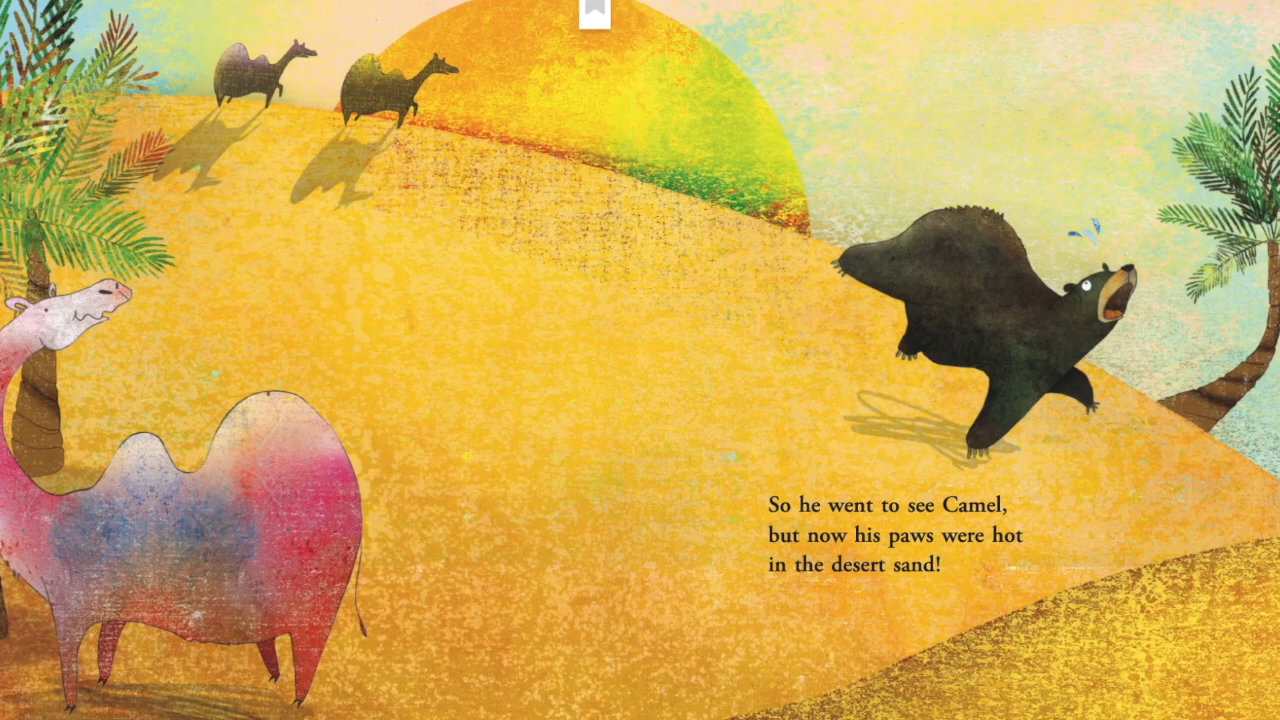 So he went to see Camel,
but now his paws were hot
in the desert sand!